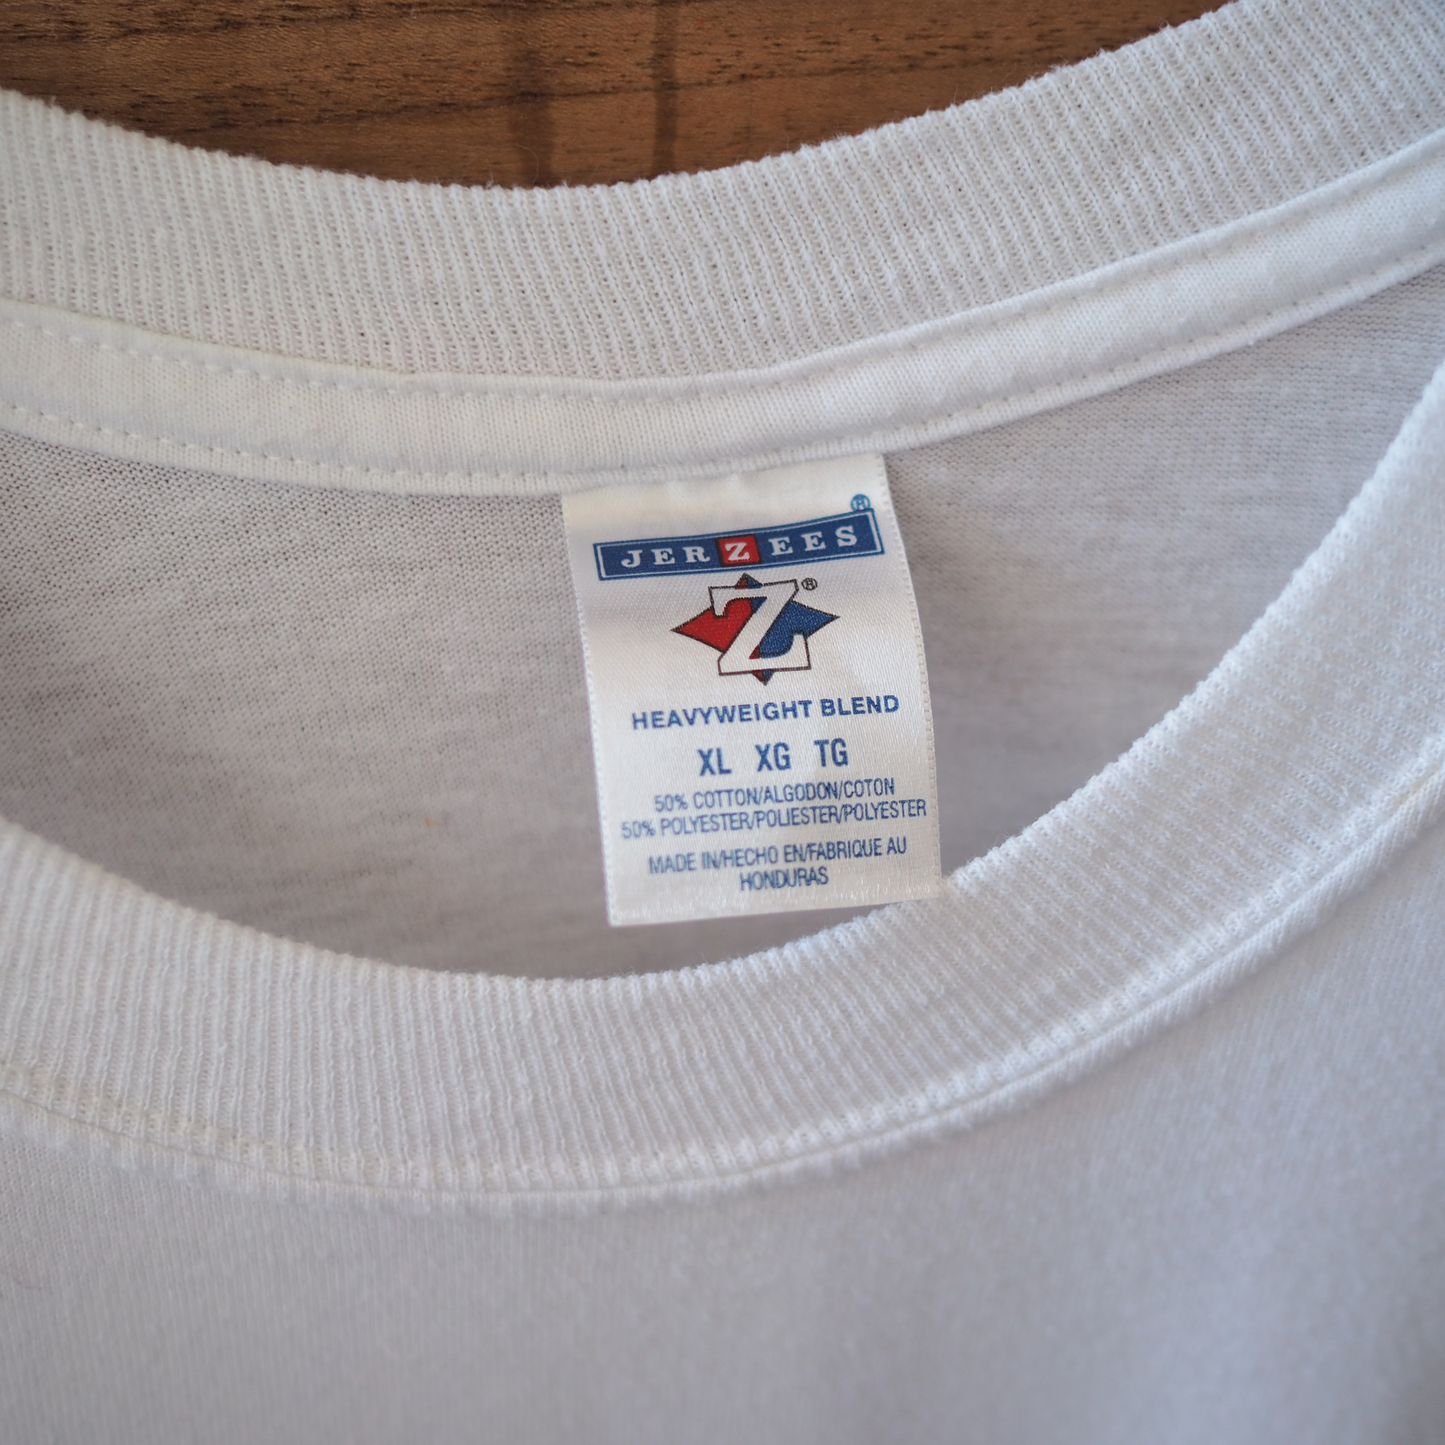 JERZEES®
Z®
HEAVYWEIGHT BLEND
XL XG TG
50% COTTON/ALGODON/COTON
50% POLYESTER/POLIESTER/POLYESTER
MADE IN/HECHO EN/FABRIQUE AU
HONDURAS